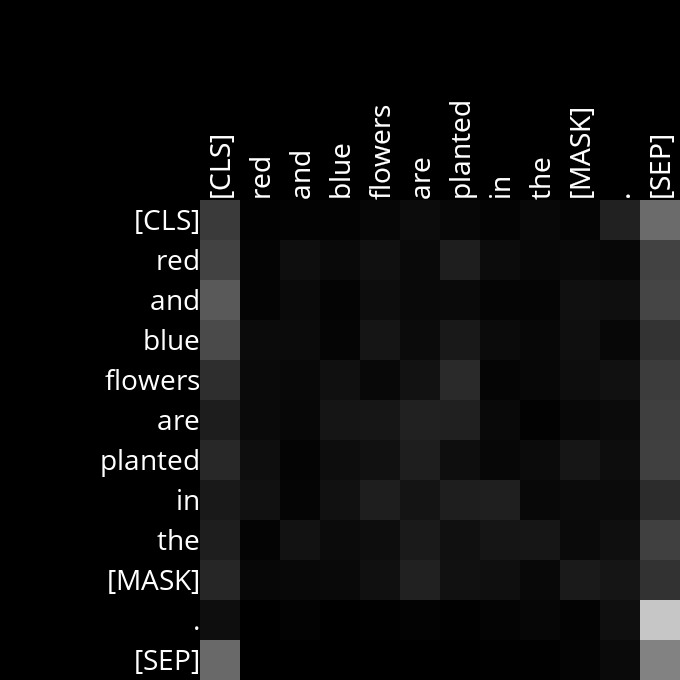 [CLS] red and blue flowers are planted in the [MASK] . [SEP]
[CLS]
red
and
blue
flowers
are
planted
in
the
[MASK]
.
[SEP]